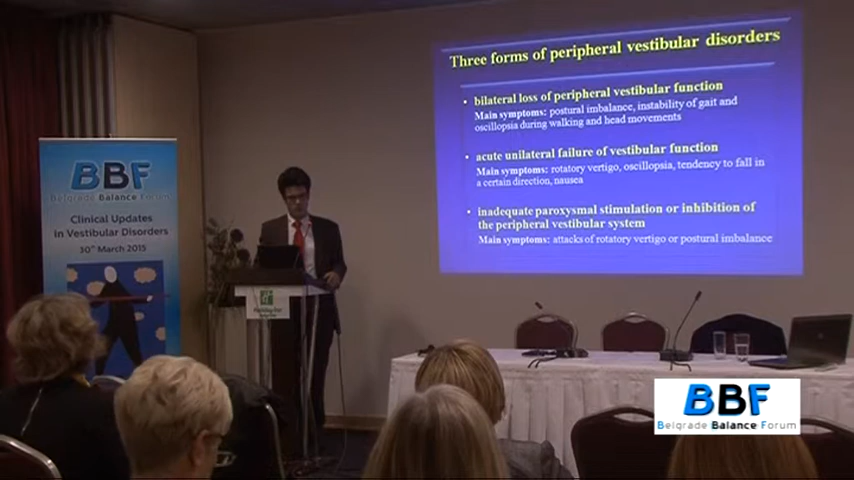 BBF
Belgrade Balance Forum
Clinical Updates
in Vestibular Disorders
30th March 2015
Three forms of peripheral vestibular disorders
• bilateral loss of peripheral vestibular function
Main symptoms: postural imbalance, instability of gait and
oscillopsia during walking and head movements
• acute unilateral failure of vestibular function
Main symptoms: rotatory vertigo, oscillopsia, tendency to fall in
a certain direction, nausea
• inadequate paroxysmal stimulation or inhibition of
the peripheral vestibular system
Main symptoms: attacks of rotatory vertigo or postural imbalance
Holiday Inn
BBF
Belgrade Balance Forum